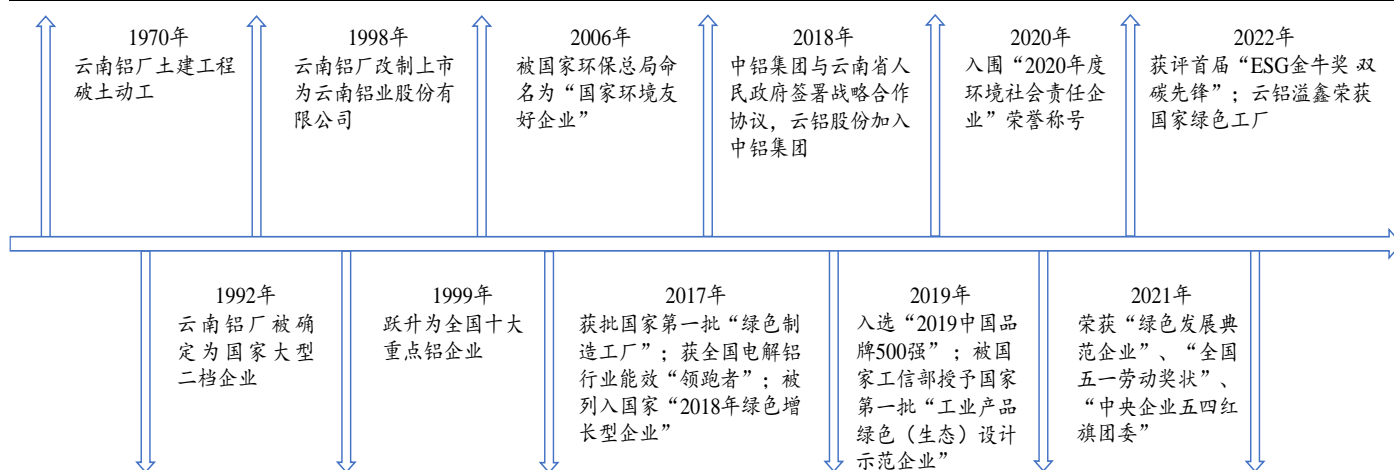 1970年
云南铝厂土建工程
破土动工
1998年
云南铝厂改制上市
为云南铝业股份有
限公司
2006年
被国家环保总局命
名为“国家环境友
好企业”
2018年
中铝集团与云南省人
民政府签署战略合作
协议，云铝股份加入
中铝集团
2020年
入围“2020年度
环境社会责任企
业”荣誉称号
2022年
获评首届“ESG金牛奖 双
碳先锋”；云铝溢鑫荣获
国家绿色工厂
1992年
云南铝厂被确
定为国家大型
二档企业
1999年
跃升为全国十大
重点铝企业
2017年
获批国家第一批“绿色制
造工厂”；获全国电解铝
行业能效“领跑者”；被
列入国家“2018年绿色增
长型企业”
2019年
入选“2019中国品
牌500强”；被国
家工信部授予国家
第一批“工业产品
绿色（生态）设计
示范企业”
2021年
荣获“绿色发展典
范企业”、“全国
五一劳动奖状”、
“中央企业五四红
旗团委”